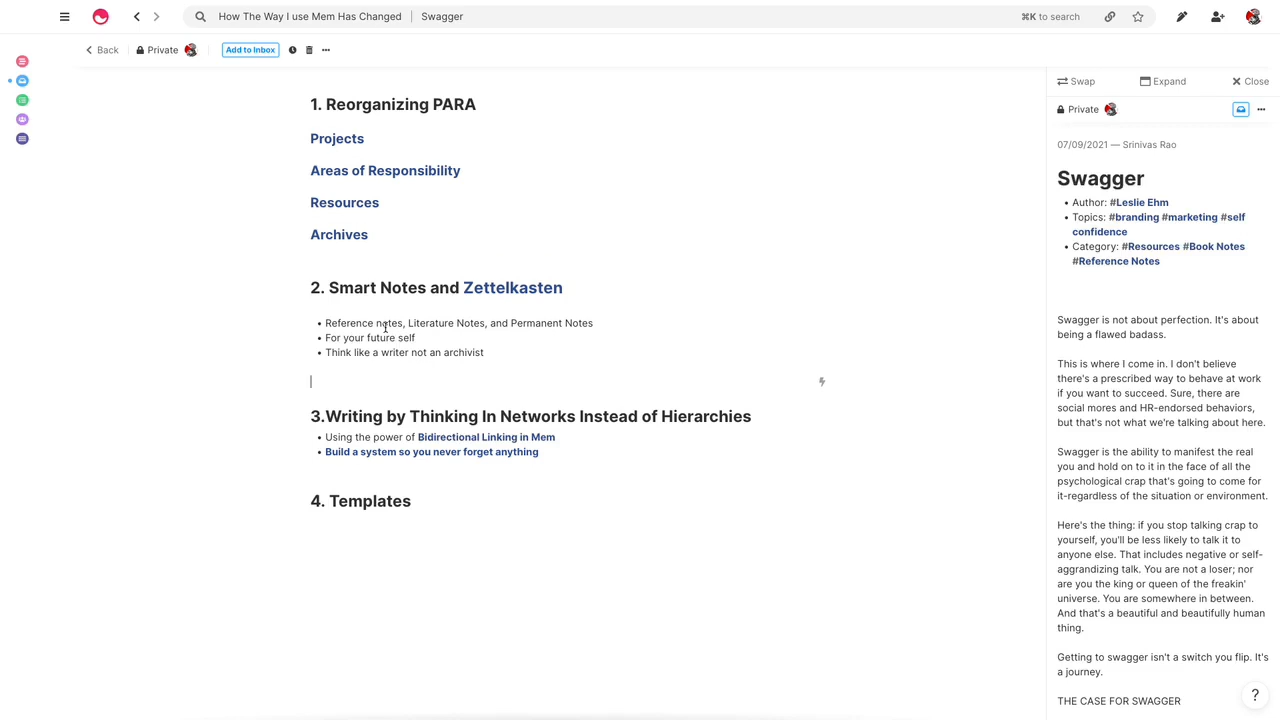 How The Way I use Mem Has Changed | Swagger
⌘K to search
Back
Private
Add to Inbox
Swap
Expand
Close
1. Reorganizing PARA
Projects
Areas of Responsibility
Resources
Archives
2. Smart Notes and Zettelkasten
• Reference notes, Literature Notes, and Permanent Notes
• For your future self
• Think like a writer not an archivist
3.Writing by Thinking In Networks Instead of Hierarchies
• Using the power of Bidirectional Linking in Mem
• Build a system so you never forget anything
4. Templates
Private
07/09/2021 — Srinivas Rao
Swagger
• Author: #Leslie Ehm
• Topics: #branding #marketing #self
confidence
• Category: #Resources #Book Notes
#Reference Notes
Swagger is not about perfection. It's about
being a flawed badass.
This is where I come in. I don't believe
there's a prescribed way to behave at work
if you want to succeed. Sure, there are
social mores and HR-endorsed behaviors,
but that's not what we're talking about here.
Swagger is the ability to manifest the real
you and hold on to it in the face of all the
psychological crap that's going to come for
it-regardless of the situation or environment.
Here's the thing: if you stop talking crap to
yourself, you'll be less likely to talk it to
anyone else. That includes negative or self-
aggrandizing talk. You are not a loser; nor
are you the king or queen of the freakin'
universe. You are somewhere in between.
And that's a beautiful and beautifully human
thing.
Getting to swagger isn't a switch you flip. It's
a journey.
THE CASE FOR SWAGGER
?